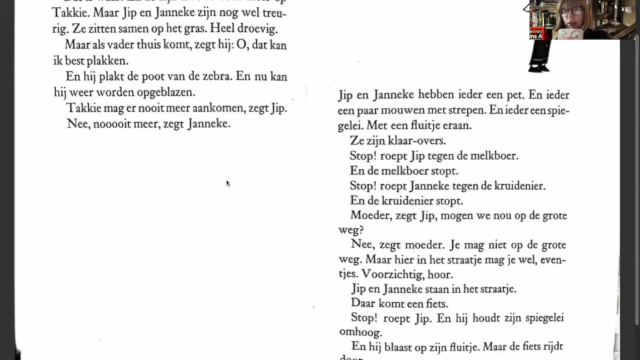 Takkie. Maar Jip en Janneke zijn nog wel treu-
rig. Ze zitten samen op het gras. Heel droevig.
Maar als vader thuis komt, zegt hij: O, dat kan
ik best plakken.
En hij plakt de poot van de zebra. En nu kan
hij weer worden opgeblazen.
Takkie mag er nooit meer aankomen, zegt Jip.
Nee, nooooit meer, zegt Janneke.
Jip en Janneke hebben ieder een pet. En ieder
een paar mouwen met strepen. En ieder een spie-
gelei. Met een fluitje eraan.
Ze zijn klaar-overs.
Stop! roept Jip tegen de melkboer.
En de melkboer stopt.
Stop! roept Janneke tegen de kruidenier.
En de kruidenier stopt.
Moeder, zegt Jip, mogen we nou op de grote
weg?
Nee, zegt moeder. Je mag niet op de grote
weg. Maar hier in het straatje mag je wel, even-
tjes. Voorzichtig, hoor.
Jip en Janneke staan in het straatje.
Daar komt een fiets.
Stop! roept Jip. En hij houdt zijn spiegelei
omhoog.
En hij blaast op zijn fluitje. Maar de fiets rijdt